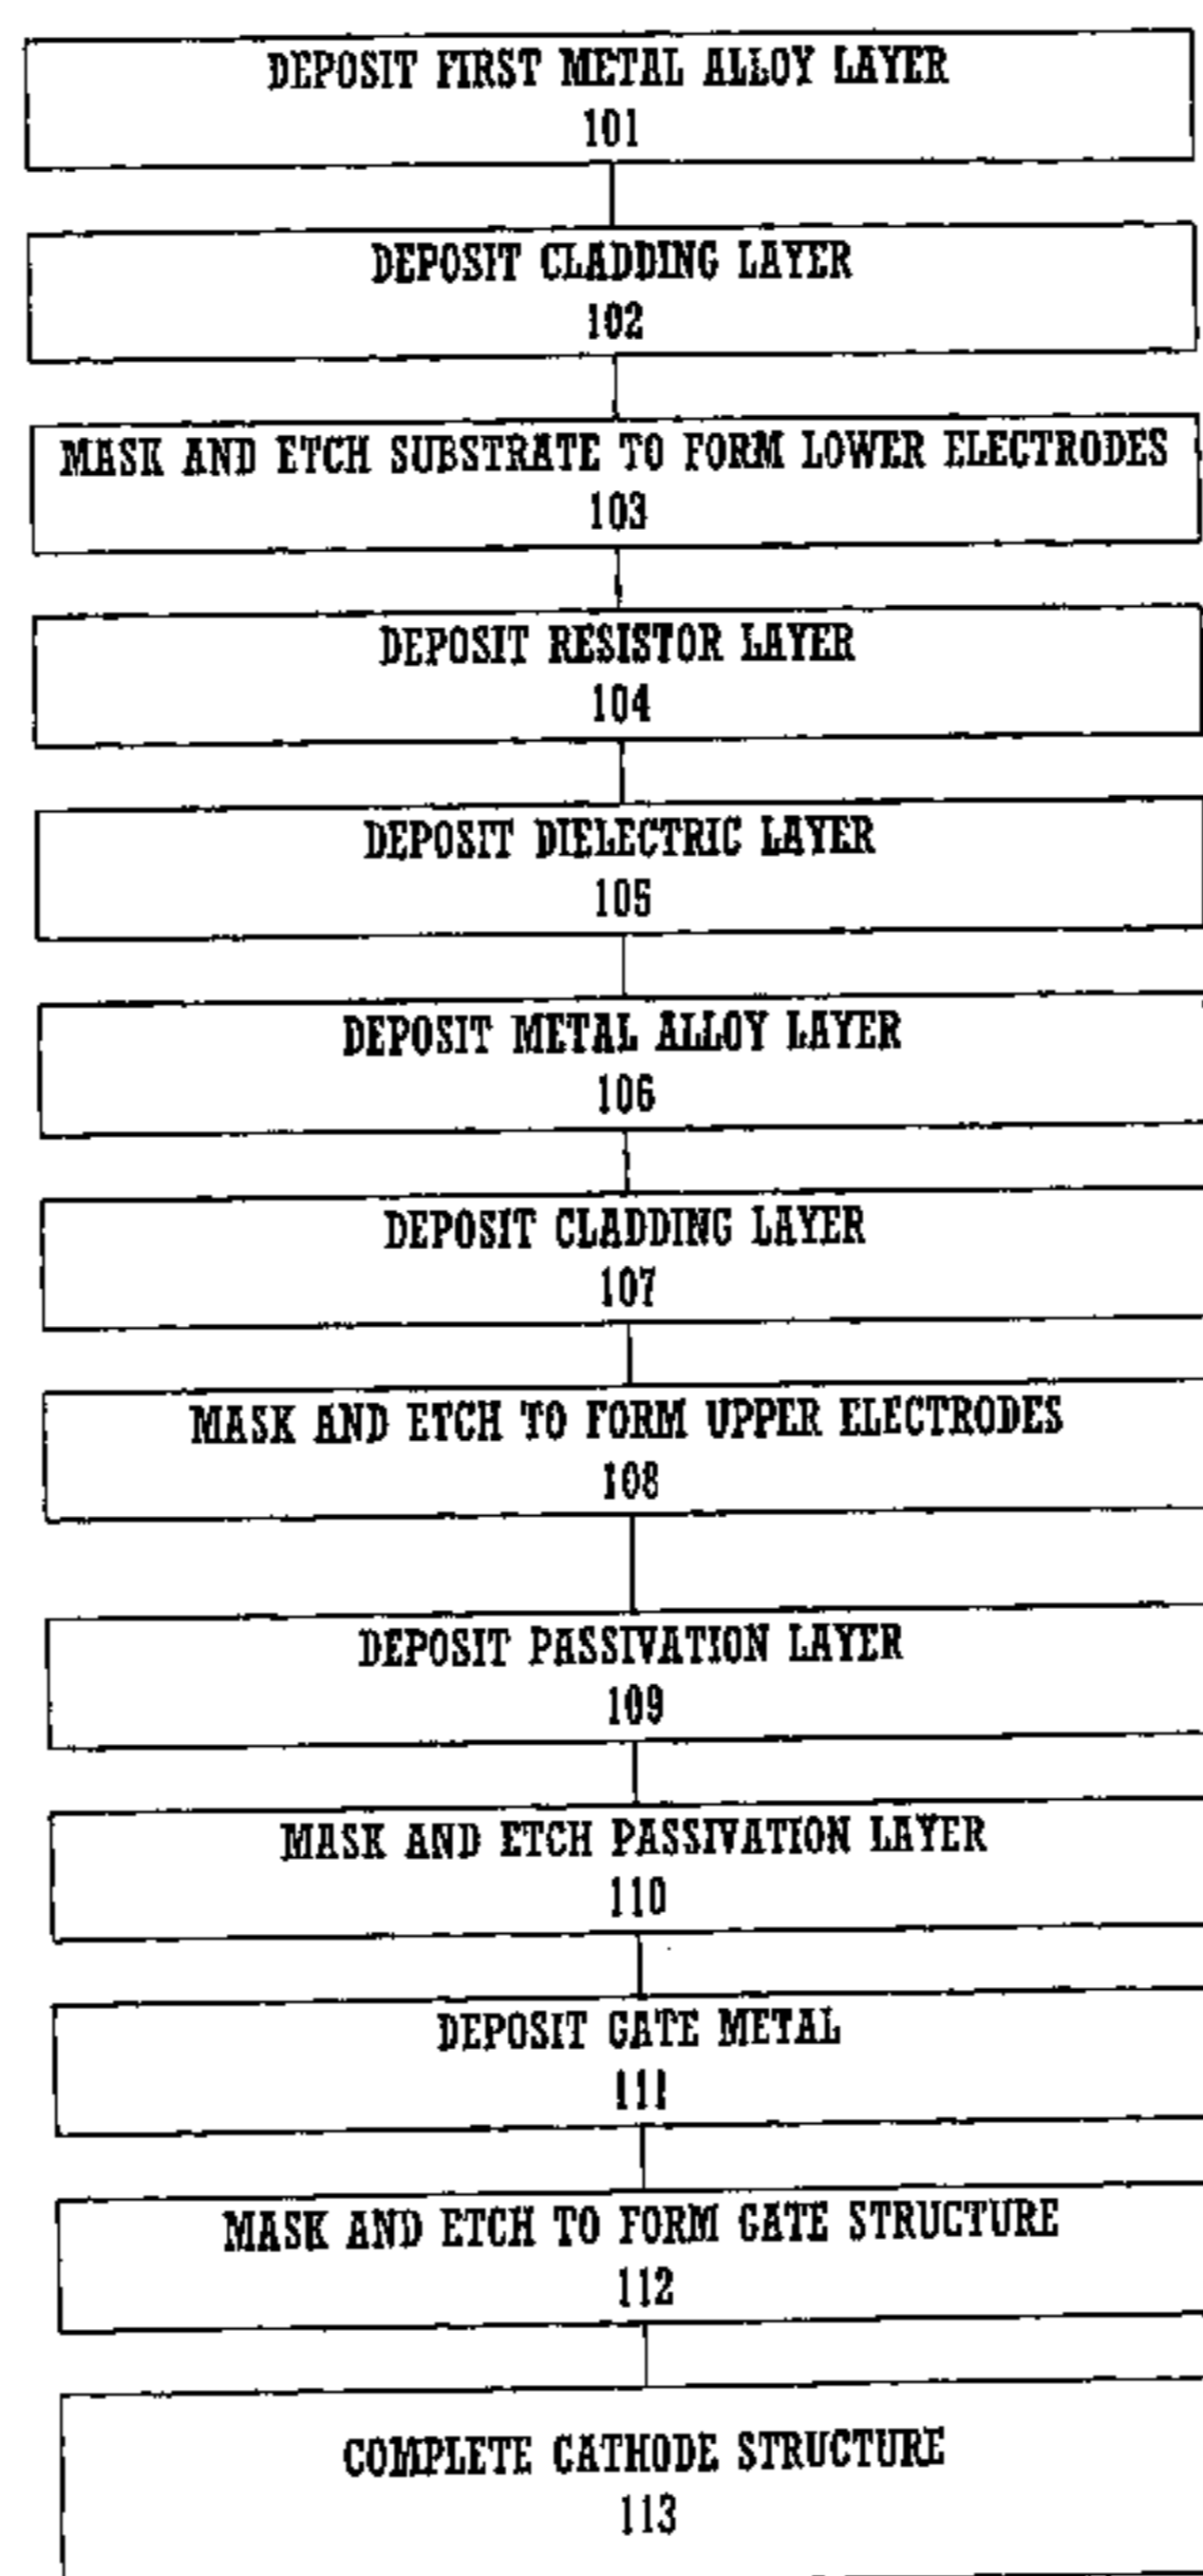 DEPOSIT FIRST METAL ALLOY LAYER
101
DEPOSIT CLADDING LAYER
102
MASK AND ETCH SUBSTRATE TO FORM LOWER ELECTRODES
103
DEPOSIT RESISTOR LAYER
104
DEPOSIT DIELECTRIC LAYER
105
DEPOSIT METAL ALLOY LAYER
106
DEPOSIT CLADDING LAYER
107
MASK AND ETCH TO FORM UPPER ELECTRODES
108
DEPOSIT PASSIVATION LAYER
109
MASK AND ETCH PASSIVATION LAYER
110
DEPOSIT GATE METAL
111
MASK AND ETCH TO FORM GATE STRUCTURE
112
COMPLETE CATHODE STRUCTURE
113